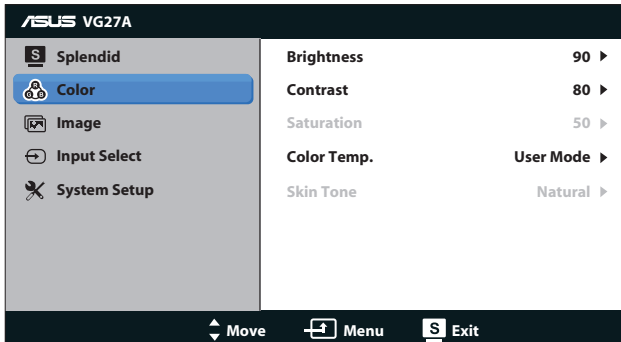 ASUS VG27A
S Splendid
R G B Color
Image
Input Select
System Setup
Brightness 90
Contrast 80
Saturation 50
Color Temp. User Mode
Skin Tone Natural
Move Menu S Exit